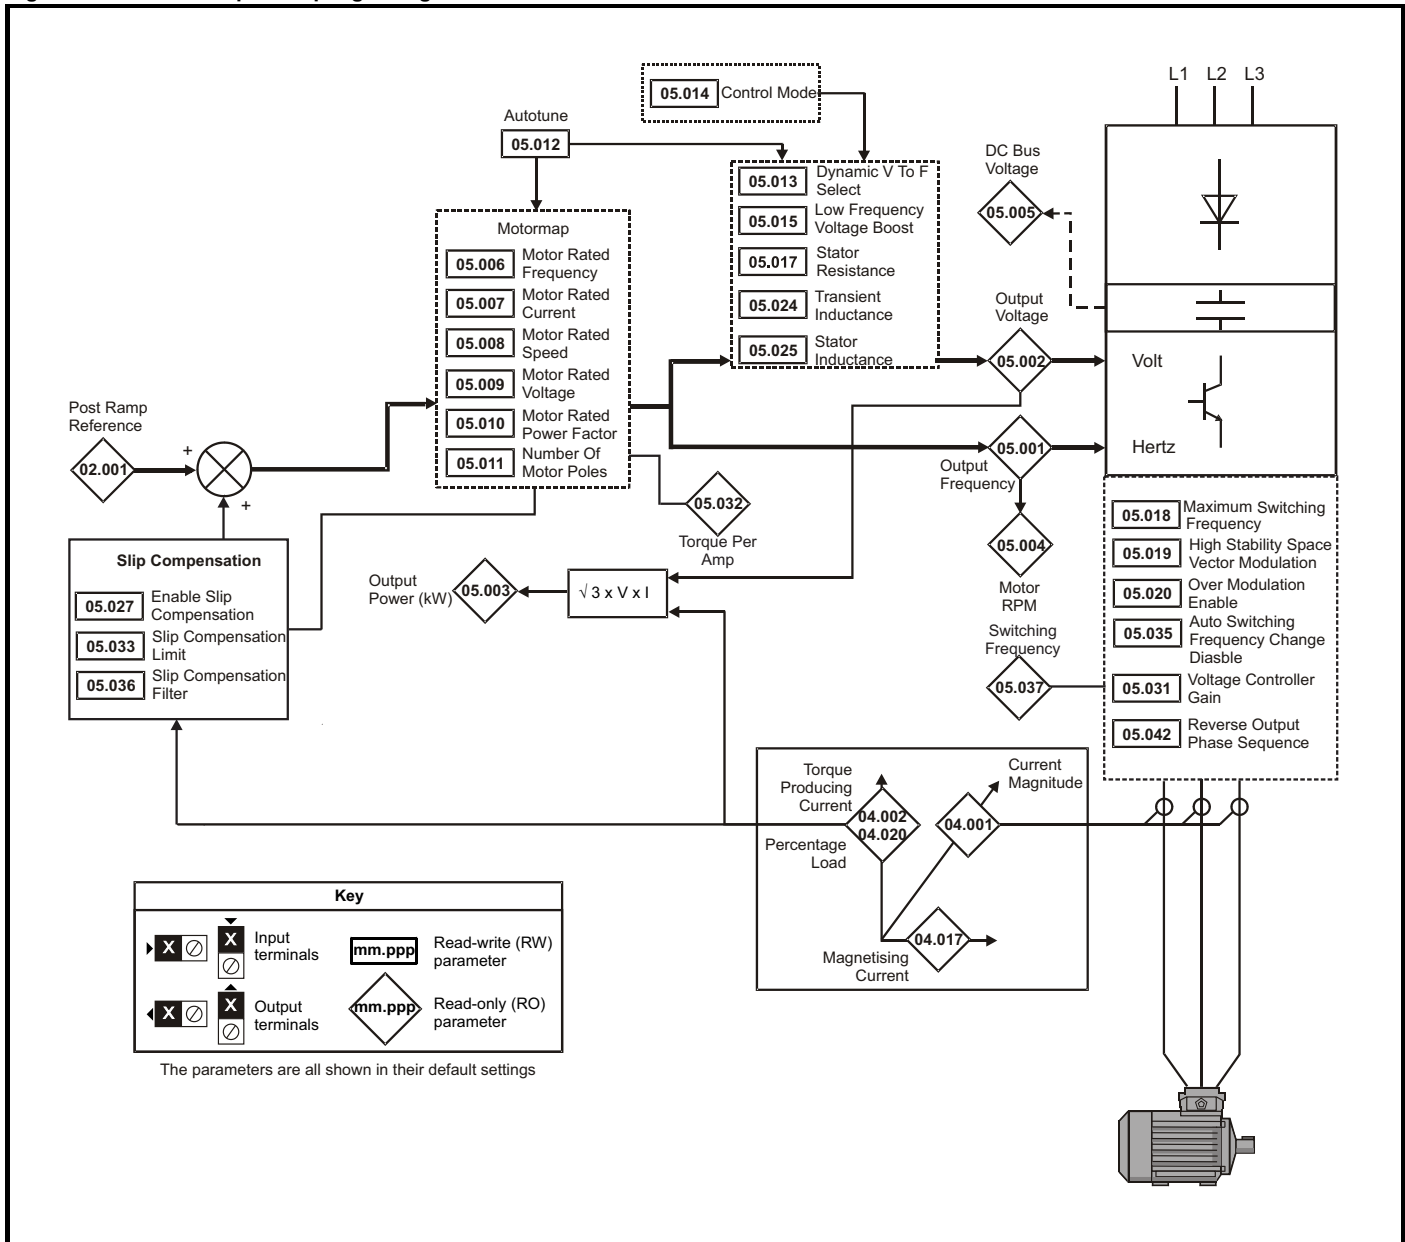 L1 L2 L3
05.014 Control Mode
Autotune
05.012
DC Bus
Voltage
05.005
05.013 Dynamic V To F
Select
05.015 Low Frequency
Voltage Boost
05.017 Stator
Resistance
05.024 Transient
Inductance
05.025 Stator
Inductance
Motormap
05.006 Motor Rated
Frequency
05.007 Motor Rated
Current
05.008 Motor Rated
Speed
05.009 Motor Rated
Voltage
05.010 Motor Rated
Power Factor
05.011 Number Of
Motor Poles
Output
Voltage
05.002
Volt
Hertz
Post Ramp
Reference
02.001
+
+
05.001
Output
Frequency
05.032
Torque Per
Amp
05.004
Motor
RPM
Slip Compensation
05.027 Enable Slip
Compensation
05.033 Slip Compensation
Limit
05.036 Slip Compensation
Filter
Output
Power (kW)
05.003
√ 3 x V x I
Switching
Frequency
05.037
05.018 Maximum Switching
Frequency
05.019 High Stability Space
Vector Modulation
05.020 Over Modulation
Enable
05.035 Auto Switching
Frequency Change
Diasble
05.031 Voltage Controller
Gain
05.042 Reverse Output
Phase Sequence
Torque
Producing
Current
04.002
04.020
Percentage
Load
Current
Magnitude
04.001
04.017
Magnetising
Current
Key
X X Input
terminals
mm.ppp Read-write (RW)
parameter
X X Output
terminals
mm.ppp Read-only (RO)
parameter
The parameters are all shown in their default settings